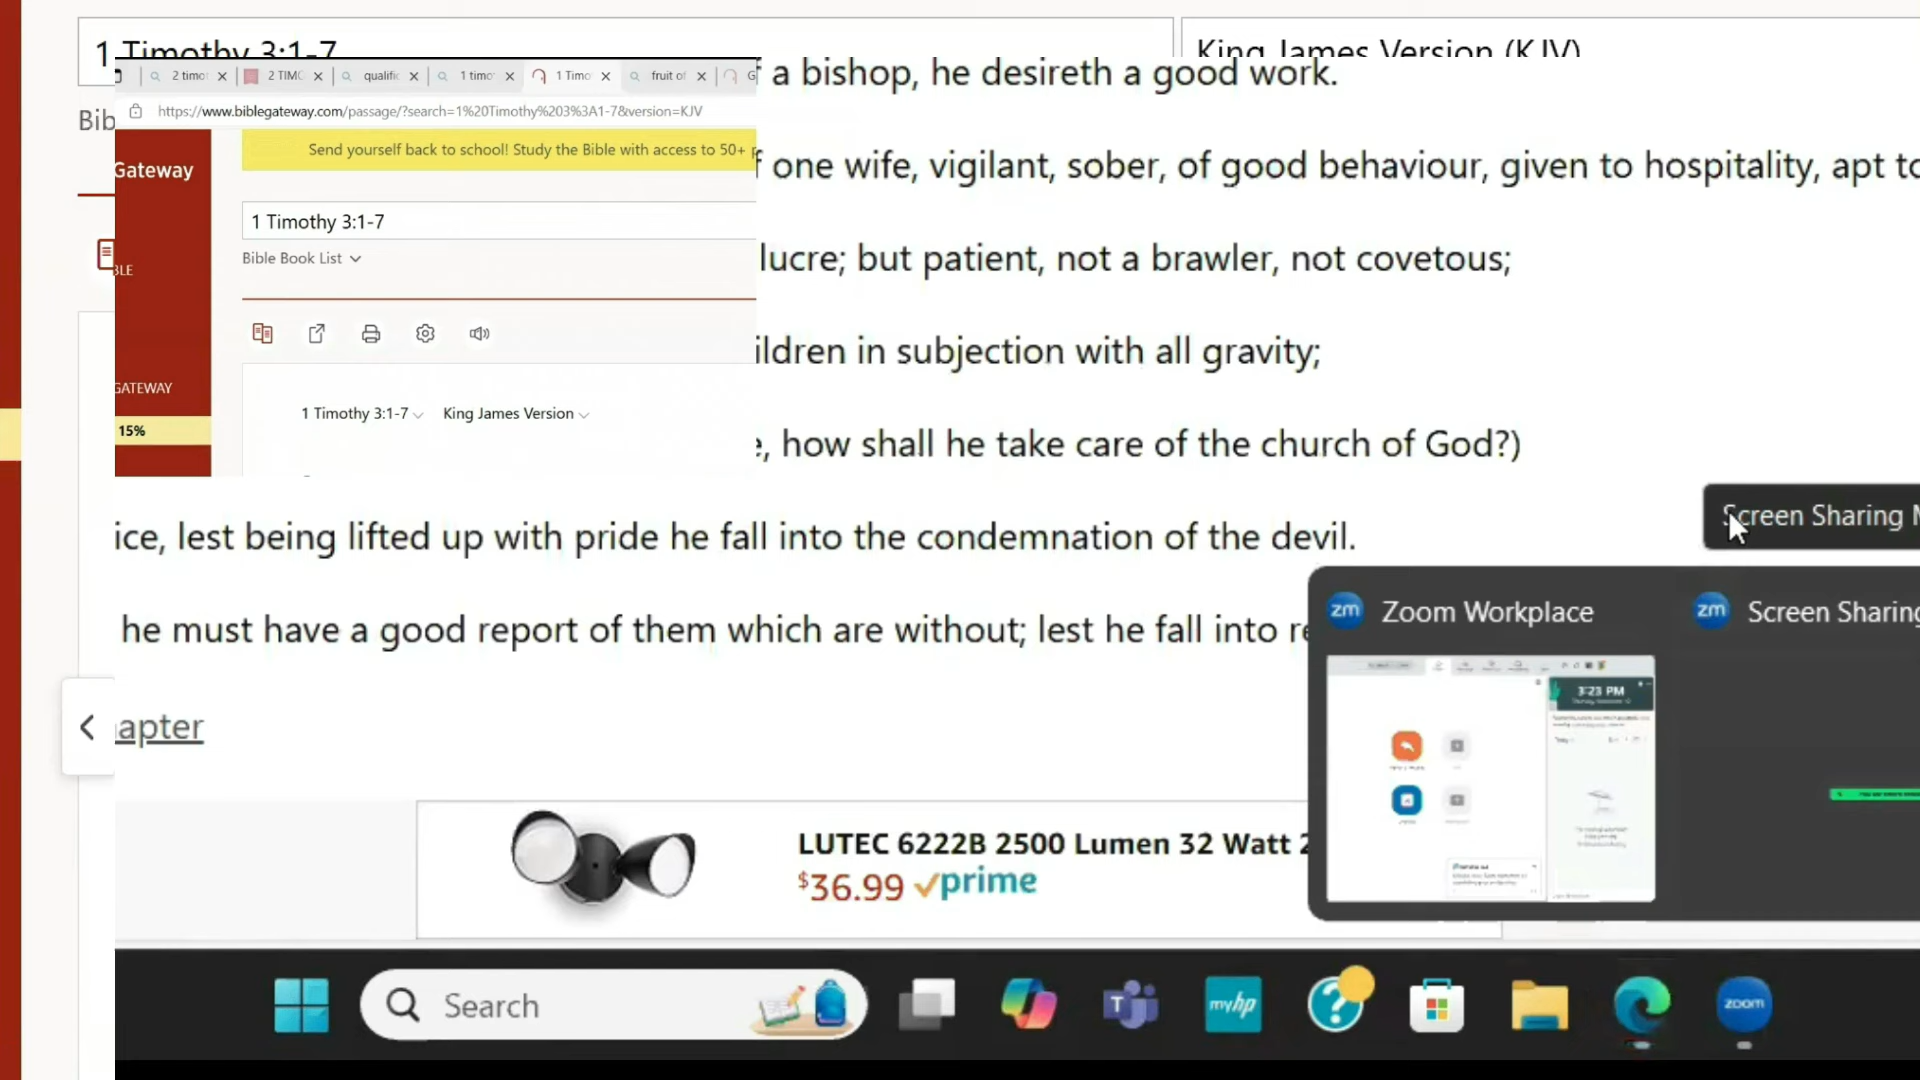 1 Timothy 3:1-7
King James Version (KJV)
2 timot
2 TIMO
qualific
1 timo
1 Timo
fruit of
G
https://www.biblegateway.com/passage/?search=1%20Timothy%203%3A1-7&version=KJV
Bib
Send yourself back to school! Study the Bible with access to 50+ p
Gateway
1 Timothy 3:1-7
Bible Book List
BLE
GATEWAY
15%
1 Timothy 3:1-7 King James Version
f a bishop, he desireth a good work.
f one wife, vigilant, sober, of good behaviour, given to hospitality, apt to
lucre; but patient, not a brawler, not covetous;
ildren in subjection with all gravity;
e, how shall he take care of the church of God?)
ice, lest being lifted up with pride he fall into the condemnation of the devil.
he must have a good report of them which are without; lest he fall into re
apter
Screen Sharing M
Zoom Workplace
Screen Sharing
3:23 PM
LUTEC 6222B 2500 Lumen 32 Watt 2
$36.99 prime
Search
T
myhp
?
zoom
zm
zm